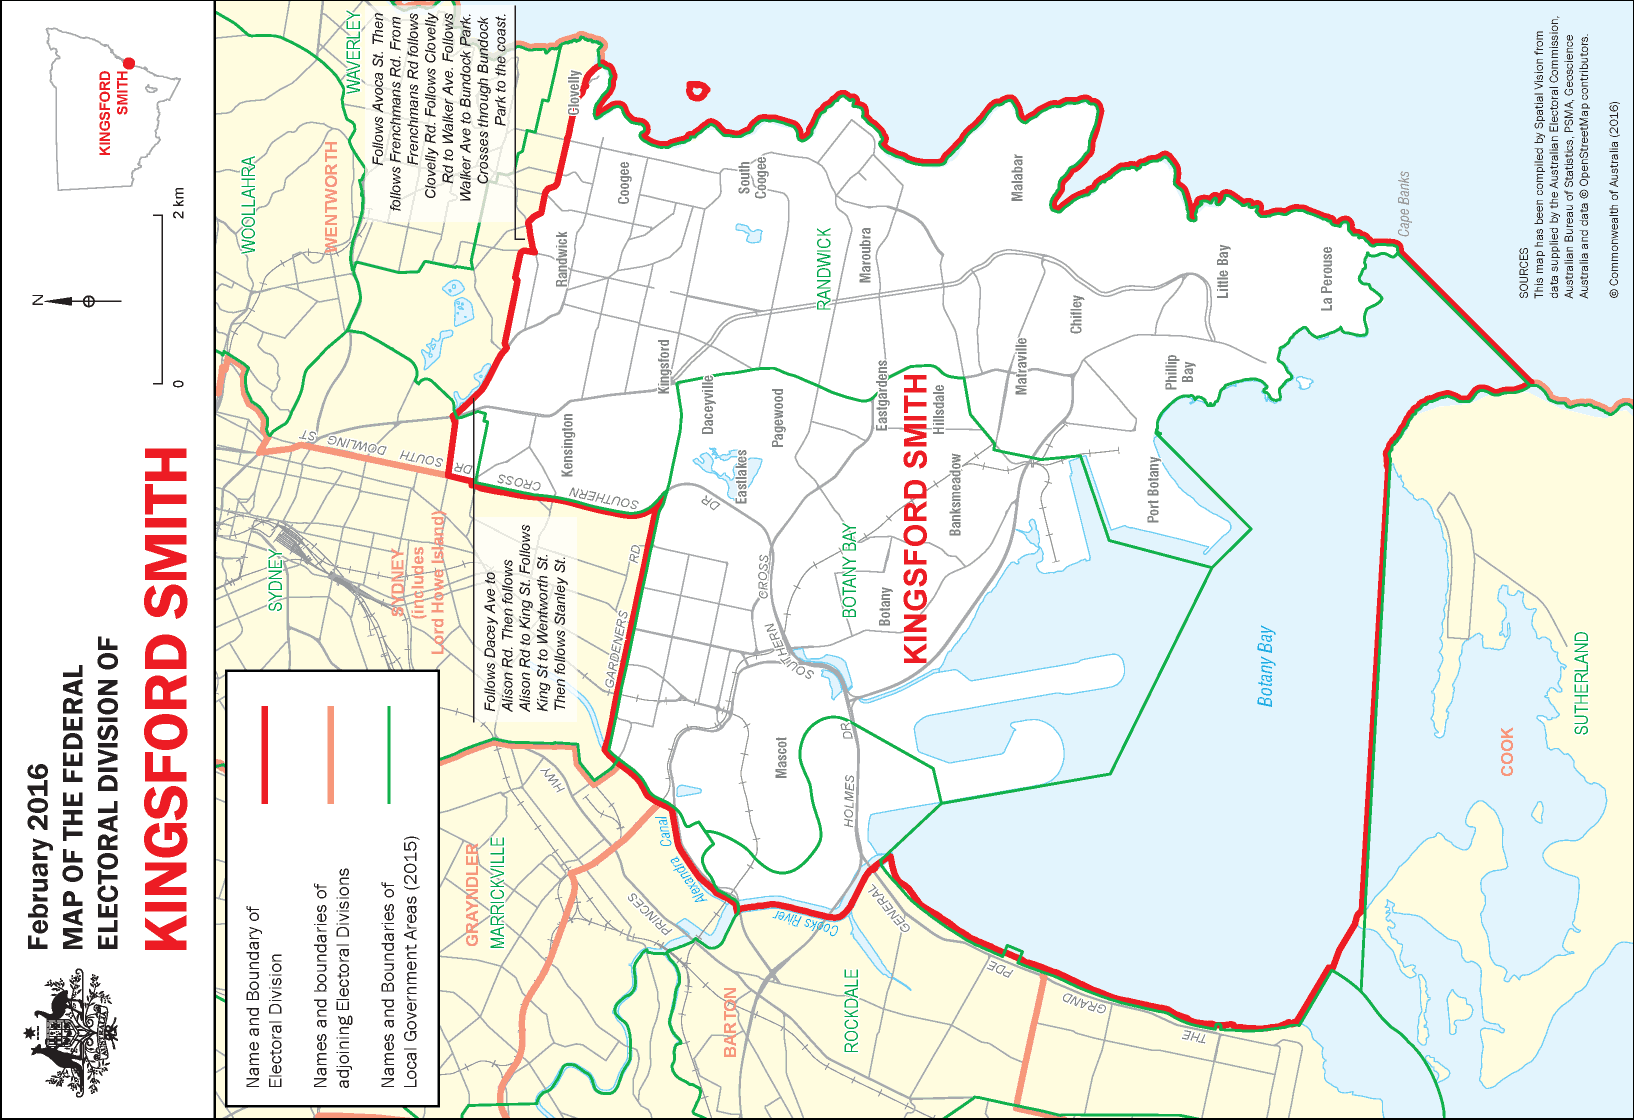 February 2016
MAP OF THE FEDERAL
ELECTORAL DIVISION OF
KINGSFORD SMITH
0
2 km
N
KINGSFORD
SMITH
Name and Boundary of
Electoral Division
Names and boundaries of
adjoining Electoral Divisions
Names and Boundaries of
Local Government Areas (2015)
SYDNEY
WOOLLAHRA
WENTWORTH
WAVERLEY
SYDNEY
(includes
Lord Howe Island)
Follows Avoca St. Then
follows Frenchmans Rd. From
Frenchmans Rd follows
Clovelly Rd. Follows Clovelly
Rd to Walker Ave. Follows
Walker Ave to Bundock Park.
Crosses through Bundock
Park to the coast.
Follows Dacey Ave to
Alison Rd. Then follows
Alison Rd to King St. Follows
King St to Wentworth St.
Then follows Stanley St.
SOUTH DOWLING ST
DR
SOUTHERN CROSS
GARDENERS RD
SOUTHERN CROSS DR
HWY
PRINCES
GENERAL HOLMES DR
THE GRAND PDE
GRAYNDLER
MARRICKVILLE
BARTON
ROCKDALE
Alexandra Canal
Cooks River
Clovelly
Randwick
Coogee
Kensington
Kingsford
South
Coogee
Daceyville
Eastlakes
Pagewood
Mascot
RANDWICK
Maroubra
BOTANY BAY
Eastgardens
Botany
KINGSFORD SMITH
Hillsdale
Banksmeadow
Malabar
Matraville
Chifley
Port Botany
Phillip
Bay
Little Bay
La Perouse
Botany Bay
Cape Banks
COOK
SUTHERLAND
SOURCES
This map has been compiled by Spatial Vision from
data supplied by the Australian Electoral Commission,
Australian Bureau of Statistics, PSMA, Geoscience
Australia and data © OpenStreetMap contributors.
© Commonwealth of Australia (2016)